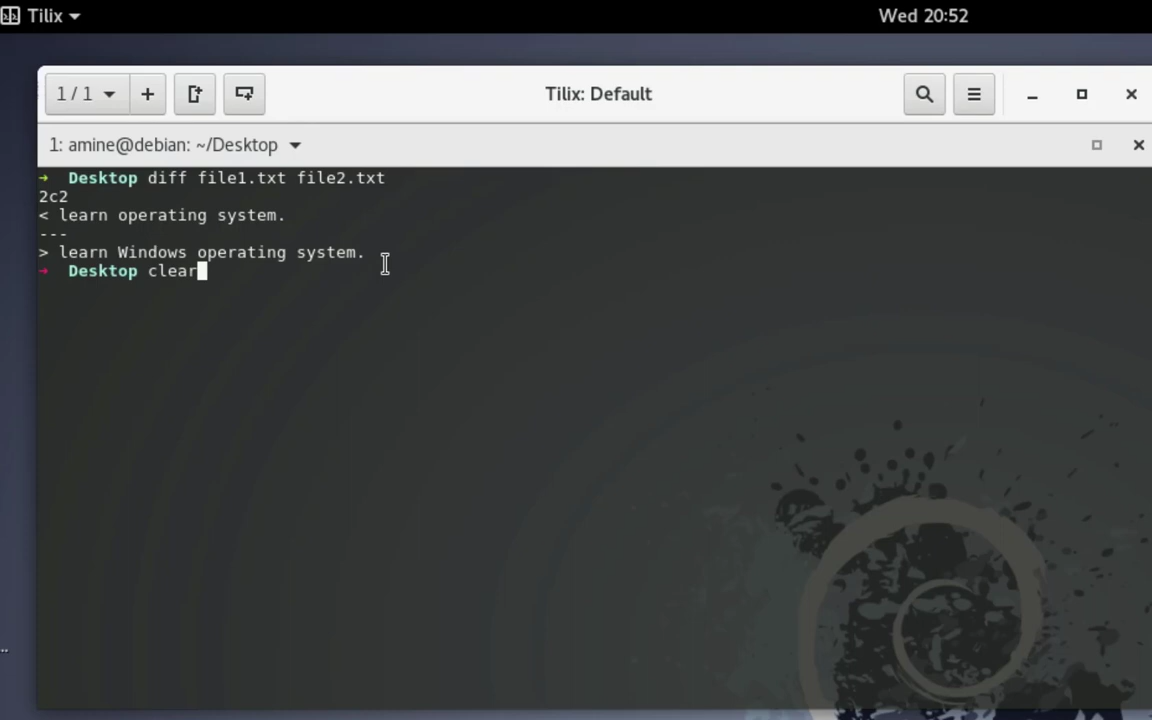 Tilix
Wed 20:52
1 / 1
Tilix: Default
1: amine@debian: ~/Desktop
→ Desktop diff file1.txt file2.txt
2c2
< learn operating system.
---
> learn Windows operating system.
→ Desktop clear
..